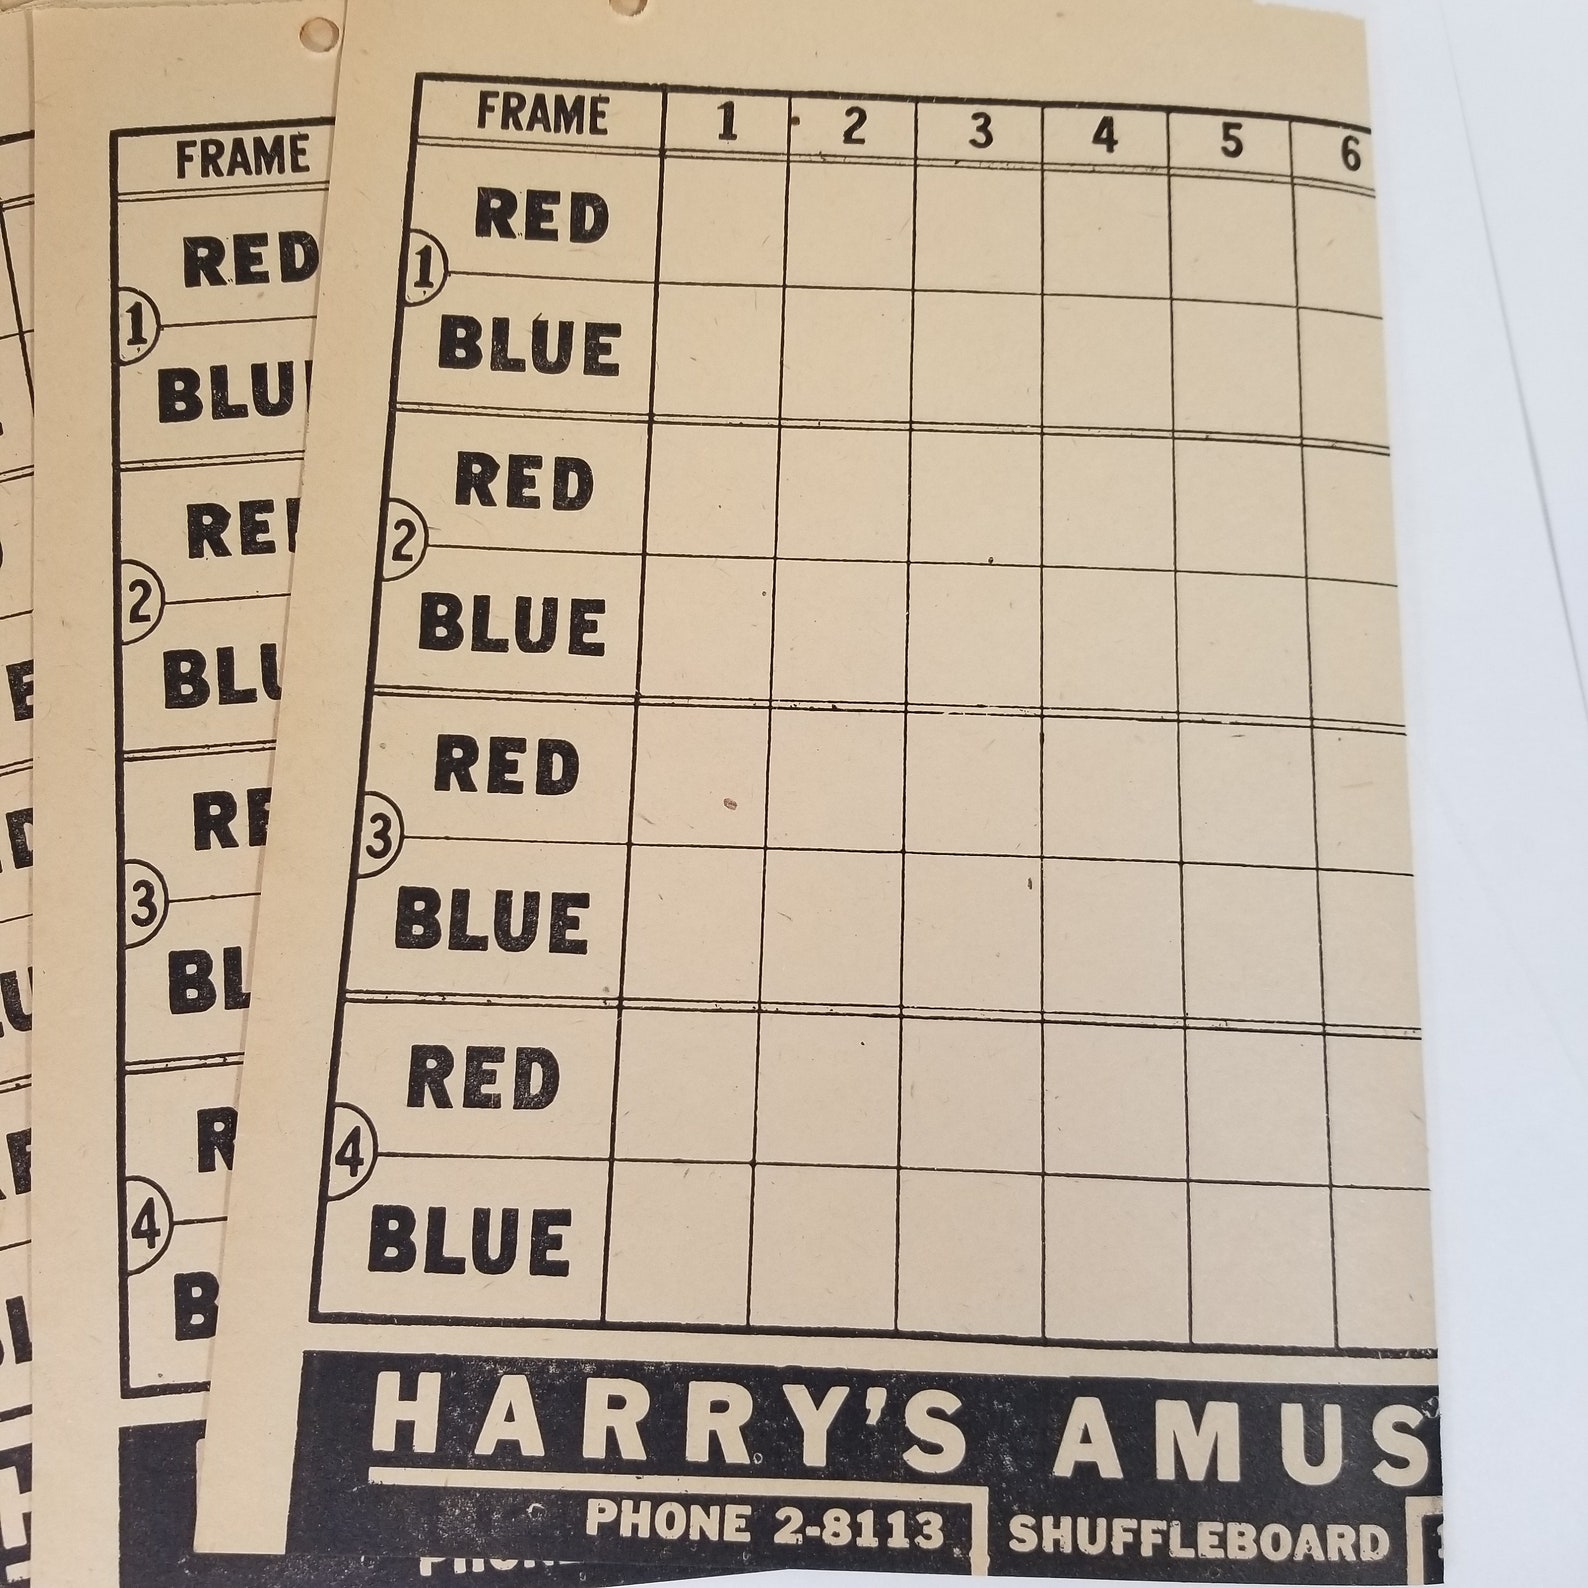 FRAME 1 2 3 4 5 6
RED
1
BLUE
RED
2
BLUE
RED
3
BLUE
RED
4
BLUE
HARRY'S AMUS
PHONE 2-8113 SHUFFLEBOARD
FRAME
RED
1
BLU
RE
2
BLU
RE
3
BL
R
4
B